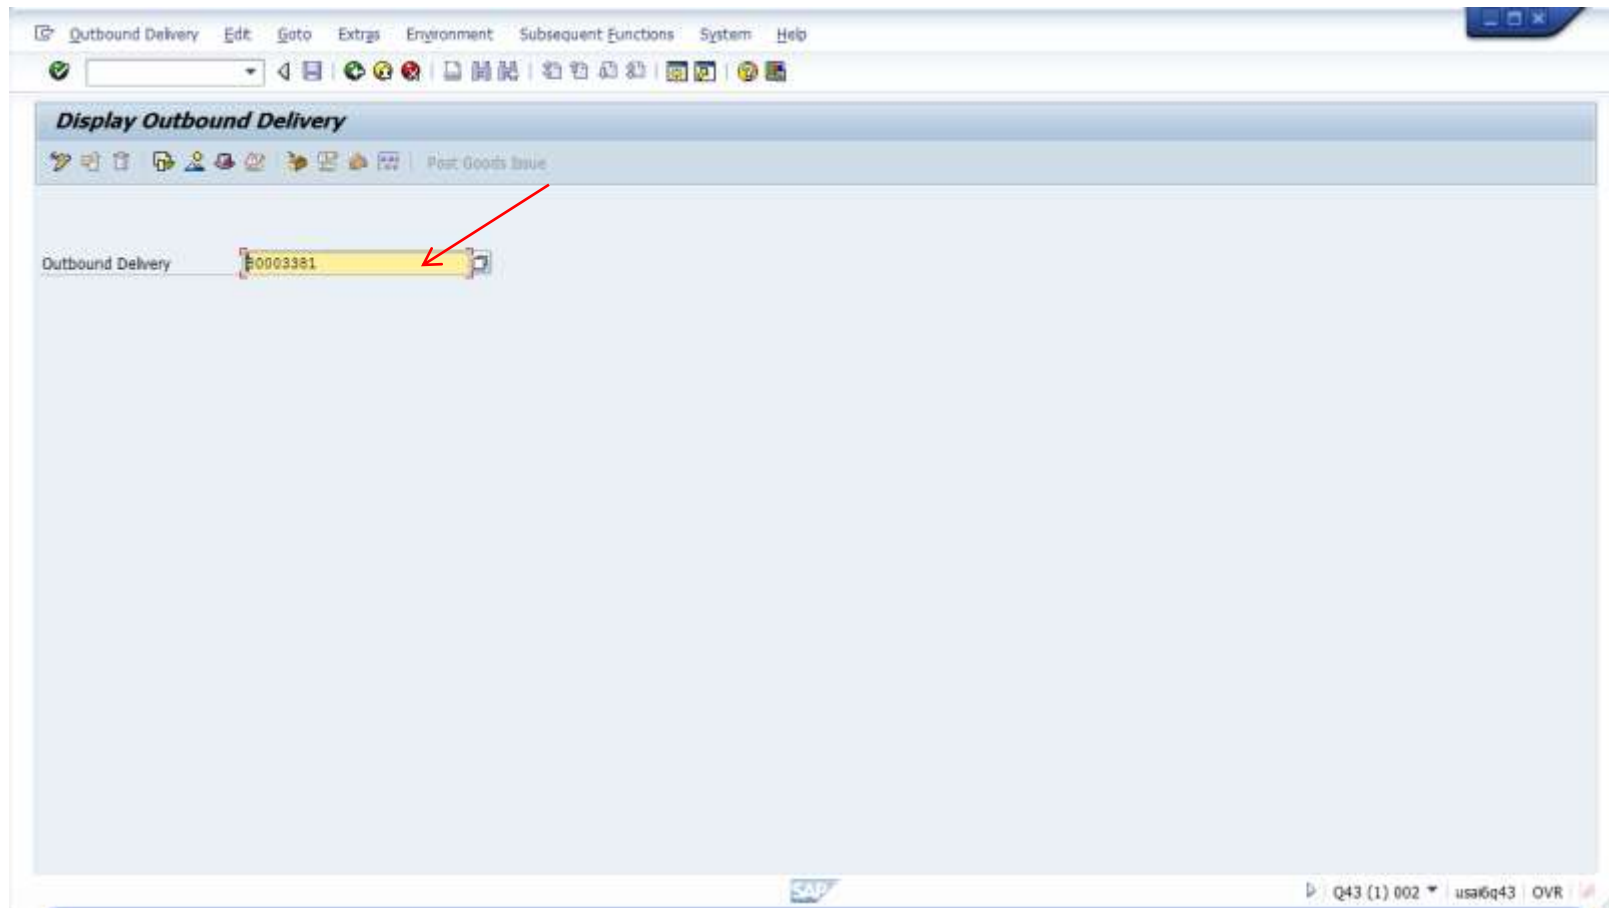 Outbound Delivery Edit Goto Extras Environment Subsequent Functions System Help
Display Outbound Delivery
Post Goods Issue
Outbound Delivery 80003381
SAP
Q43 (1) 002 usai6q43 OVR